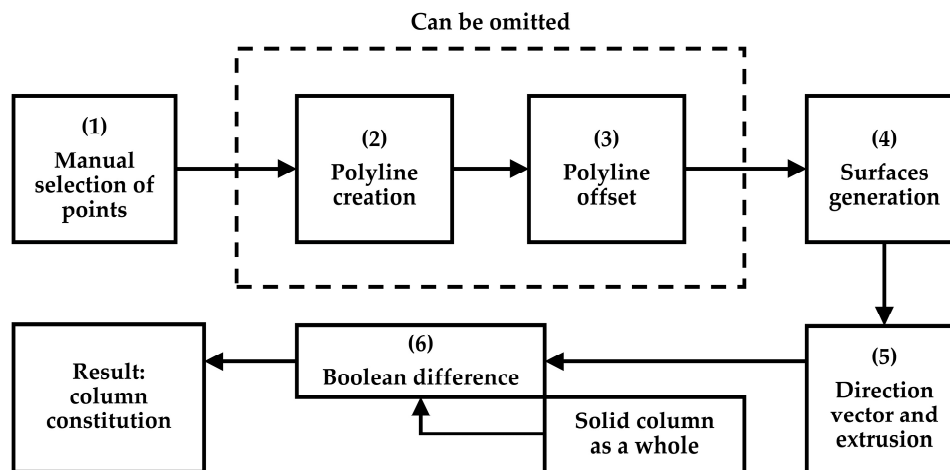 Can be omitted
(1)
Manual
selection of
points
(2)
Polyline
creation
(3)
Polyline
offset
(4)
Surfaces
generation
(5)
Direction
vector and
extrusion
(6)
Boolean difference
Solid column
as a whole
Result:
column
constitution